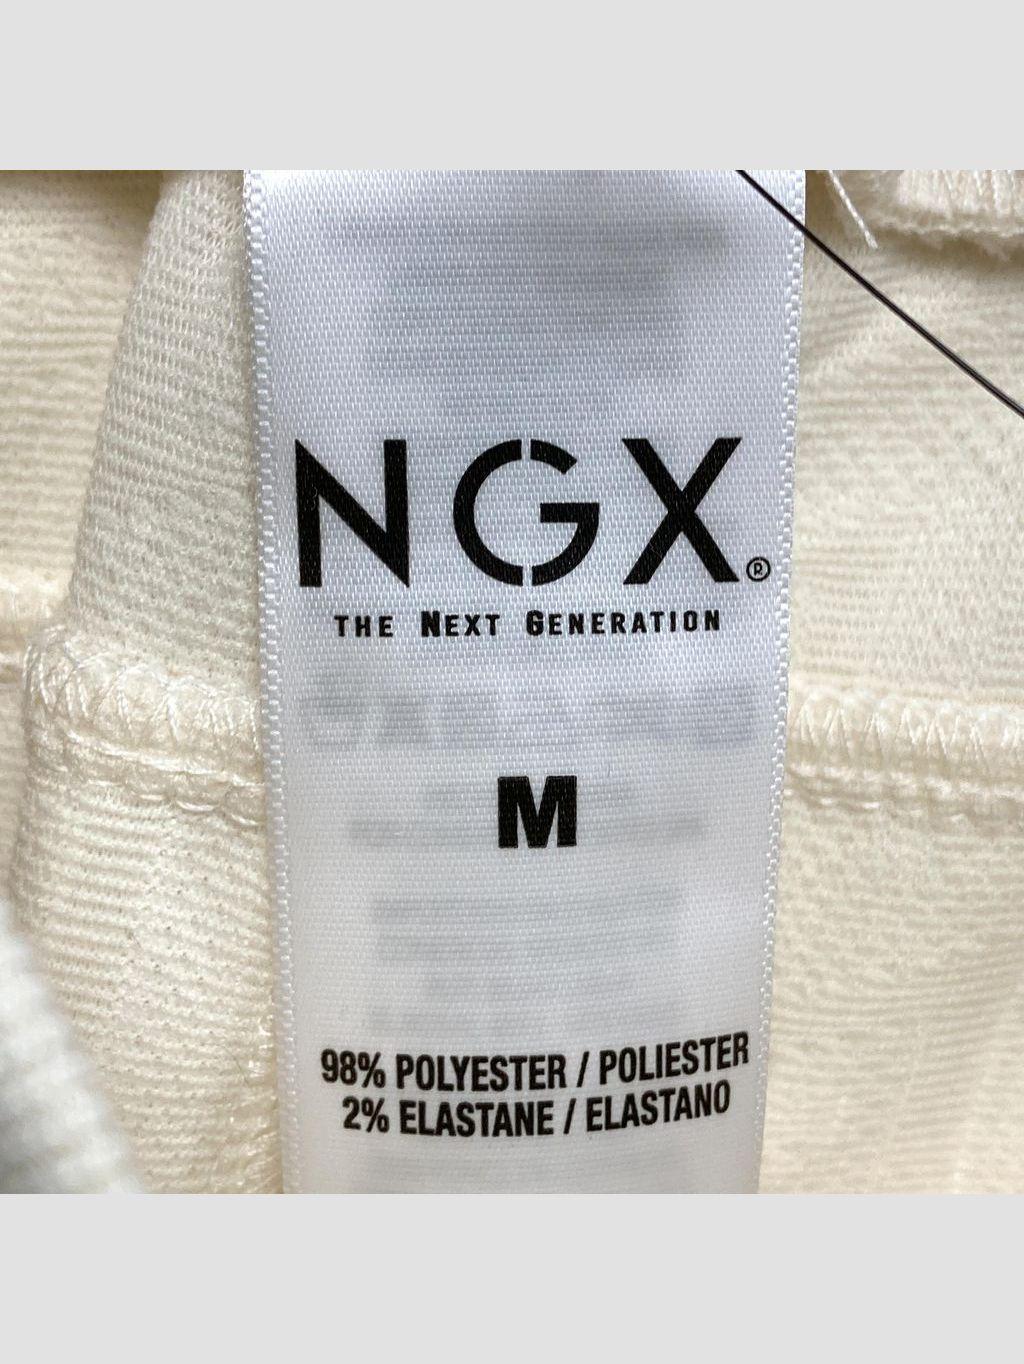 NGX®
THE NEXT GENERATION
M
98% POLYESTER / POLIESTER
2% ELASTANE / ELASTANO